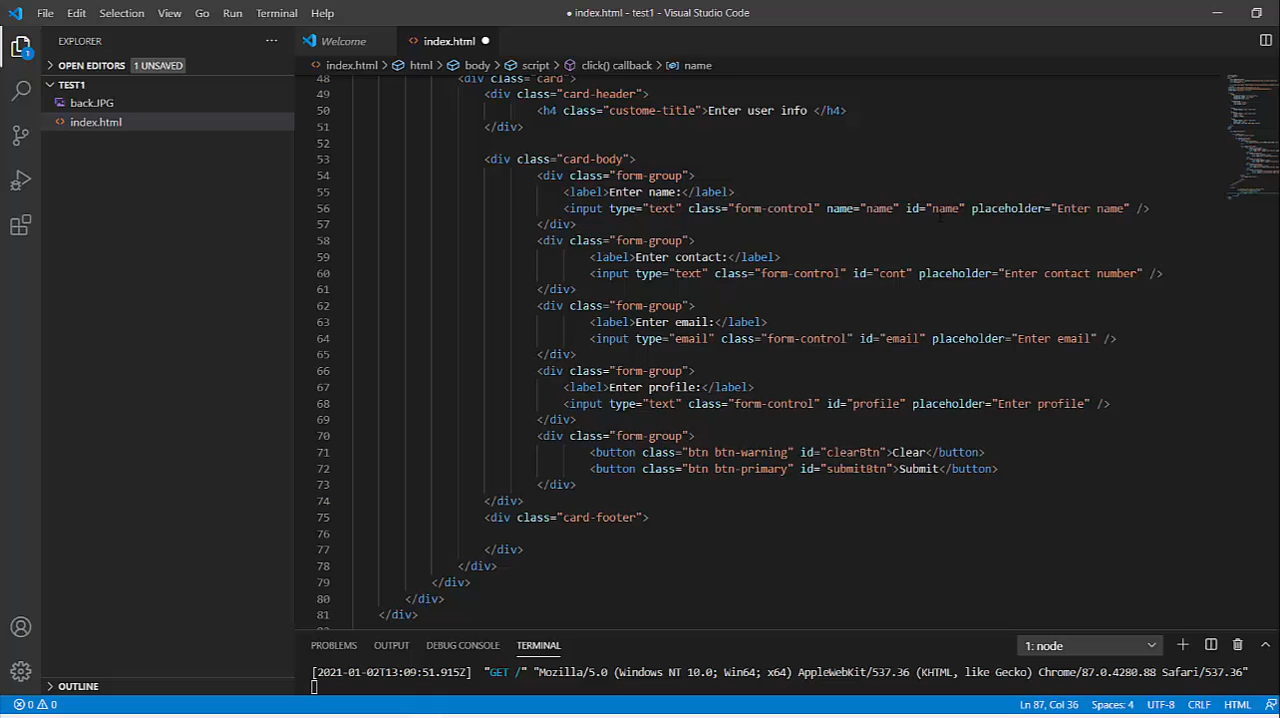 File Edit Selection View Go Run Terminal Help
● index.html - test1 - Visual Studio Code
EXPLORER
Welcome
index.html ●
OPEN EDITORS 1 UNSAVED
index.html > html > body > script > click() callback > name
TEST1
back.JPG
index.html
48 <div class="card">
49 <div class="card-header">
50 <h4 class="custome-title">Enter user info </h4>
51 </div>
52
53 <div class="card-body">
54 <div class="form-group">
55 <label>Enter name:</label>
56 <input type="text" class="form-control" name="name" id="name" placeholder="Enter name" />
57 </div>
58 <div class="form-group">
59 <label>Enter contact:</label>
60 <input type="text" class="form-control" id="cont" placeholder="Enter contact number" />
61 </div>
62 <div class="form-group">
63 <label>Enter email:</label>
64 <input type="email" class="form-control" id="email" placeholder="Enter email" />
65 </div>
66 <div class="form-group">
67 <label>Enter profile:</label>
68 <input type="text" class="form-control" id="profile" placeholder="Enter profile" />
69 </div>
70 <div class="form-group">
71 <button class="btn btn-warning" id="clearBtn">Clear</button>
72 <button class="btn btn-primary" id="submitBtn">Submit</button>
73 </div>
74 </div>
75 <div class="card-footer">
76
77 </div>
78 </div>
79 </div>
80 </div>
81 </div>
PROBLEMS OUTPUT DEBUG CONSOLE TERMINAL
1: node
[2021-01-02T13:09:51.915Z] "GET /" "Mozilla/5.0 (Windows NT 10.0; Win64; x64) AppleWebKit/537.36 (KHTML, like Gecko) Chrome/87.0.4280.88 Safari/537.36"
OUTLINE
0 0
Ln 87, Col 36 Spaces: 4 UTF-8 CRLF HTML